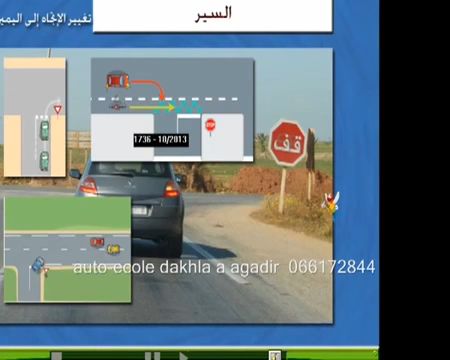 السير
تغيير الإتجاه إلى اليمين
1736 - 10/2013
STOP
قف
auto-ecole dakhla a agadir 066172844